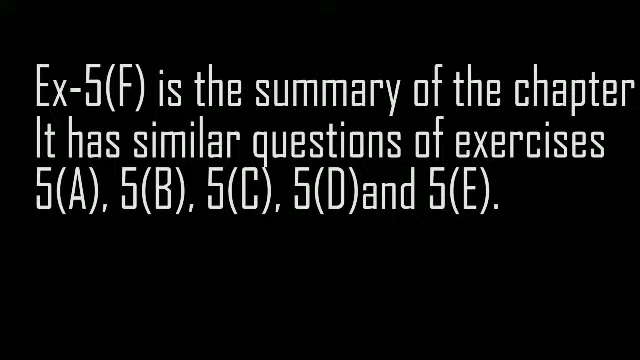 Ex-5(F) is the summary of the chapter
It has similar questions of exercises
5(A), 5(B), 5(C), 5(D)and 5(E).